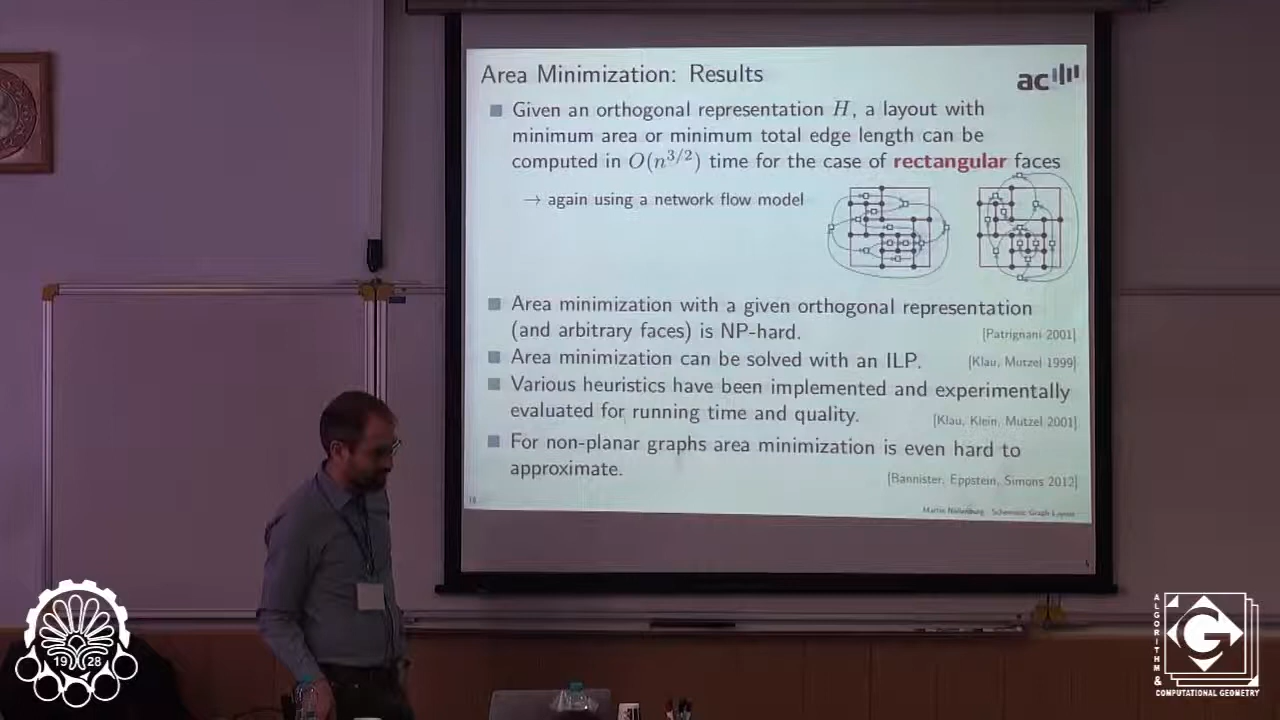 Area Minimization: Results
ac
Given an orthogonal representation H, a layout with
minimum area or minimum total edge length can be
computed in O(n^{3/2}) time for the case of rectangular faces
→ again using a network flow model
Area minimization with a given orthogonal representation
(and arbitrary faces) is NP-hard.
[Patrignani 2001]
Area minimization can be solved with an ILP.
[Klau, Mutzel 1999]
Various heuristics have been implemented and experimentally
evaluated for running time and quality.
[Klau, Klein, Mutzel 2001]
For non-planar graphs area minimization is even hard to
approximate.
[Bannister, Eppstein, Simons 2012]
Martin Nöllenburg · Schematic Graph Layout
19 28
ALGORITHM &
G
COMPUTATIONAL GEOMETRY